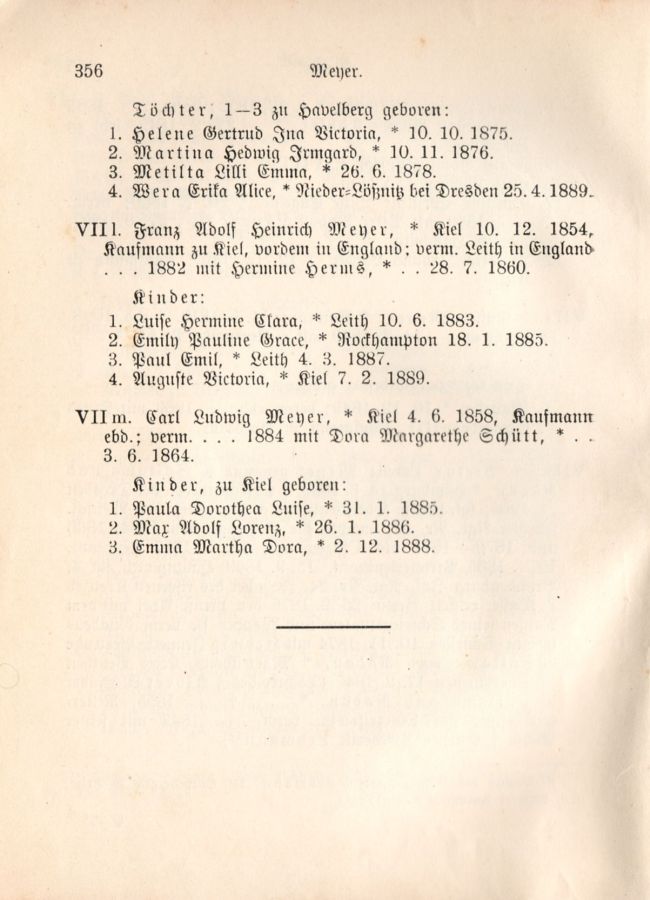 356 Meyer.
Töchter, 1—3 zu Havelberg geboren:
1. Helene Gertrud Ina Victoria, * 10. 10. 1875.
2. Martina Hedwig Irmgard, * 10. 11. 1876.
3. Metilta Lilli Emma, * 26. 6. 1878.
4. Wera Erika Alice, * Nieder-Lößnitz bei Dresden 25. 4. 1889.
VII l. Franz Adolf Heinrich Meyer, * Kiel 10. 12. 1854,
Kaufmann zu Kiel, vordem in England; verm. Leith in England
. . . 1882 mit Hermine Herms, * . . 28. 7. 1860.
Kinder:
1. Luise Hermine Clara, * Leith 10. 6. 1883.
2. Emily Pauline Grace, * Rockhampton 18. 1. 1885.
3. Paul Emil, * Leith 4. 3. 1887.
4. Auguste Victoria, * Kiel 7. 2. 1889.
VII m. Carl Ludwig Meyer, * Kiel 4. 6. 1858, Kaufmann
ebd.; verm. . . . 1884 mit Dora Margarethe Schütt, * . .
3. 6. 1864.
Kinder, zu Kiel geboren:
1. Paula Dorothea Luise, * 31. 1. 1885.
2. Max Adolf Lorenz, * 26. 1. 1886.
3. Emma Martha Dora, * 2. 12. 1888.